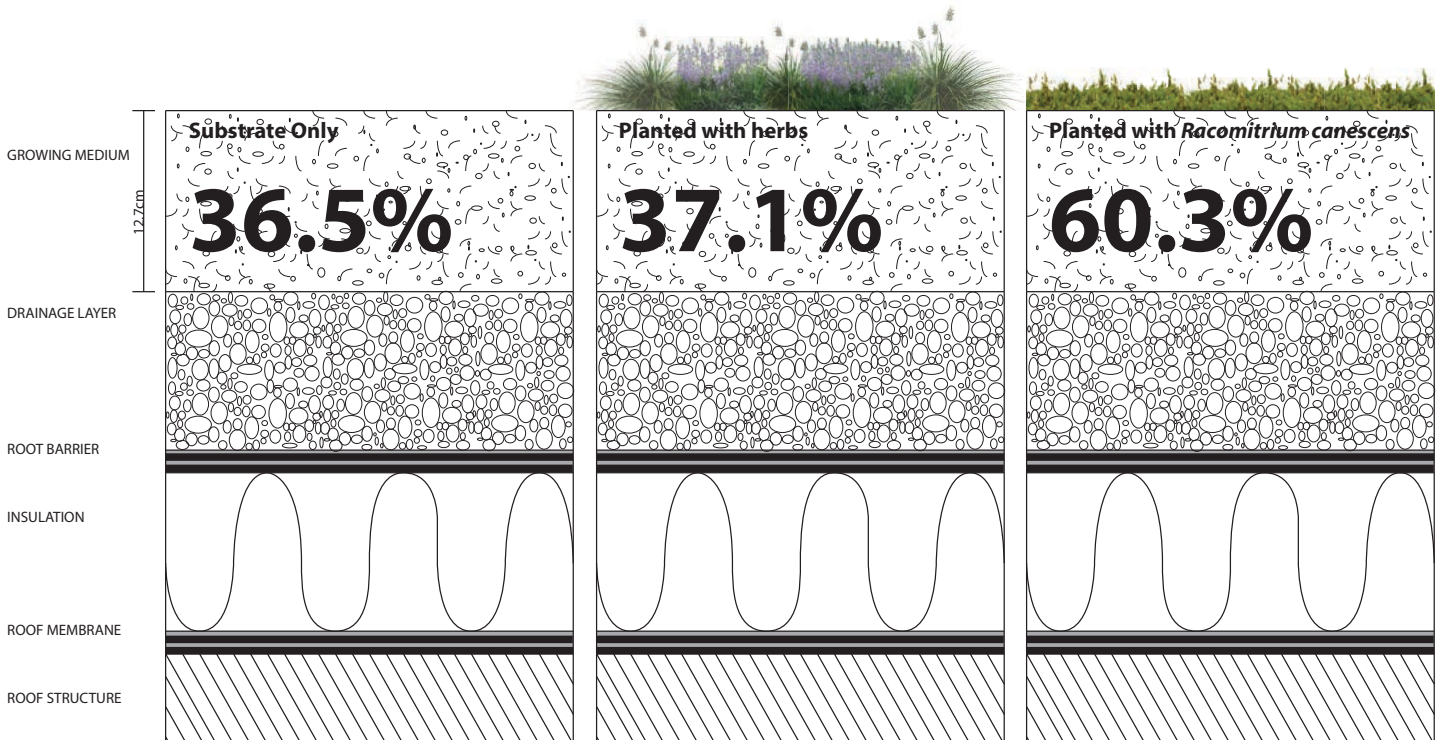 Substrate Only
Planted with herbs
Planted with Racomitrium canescens
GROWING MEDIUM
12.7cm
36.5%
37.1%
60.3%
DRAINAGE LAYER
ROOT BARRIER
INSULATION
ROOF MEMBRANE
ROOF STRUCTURE